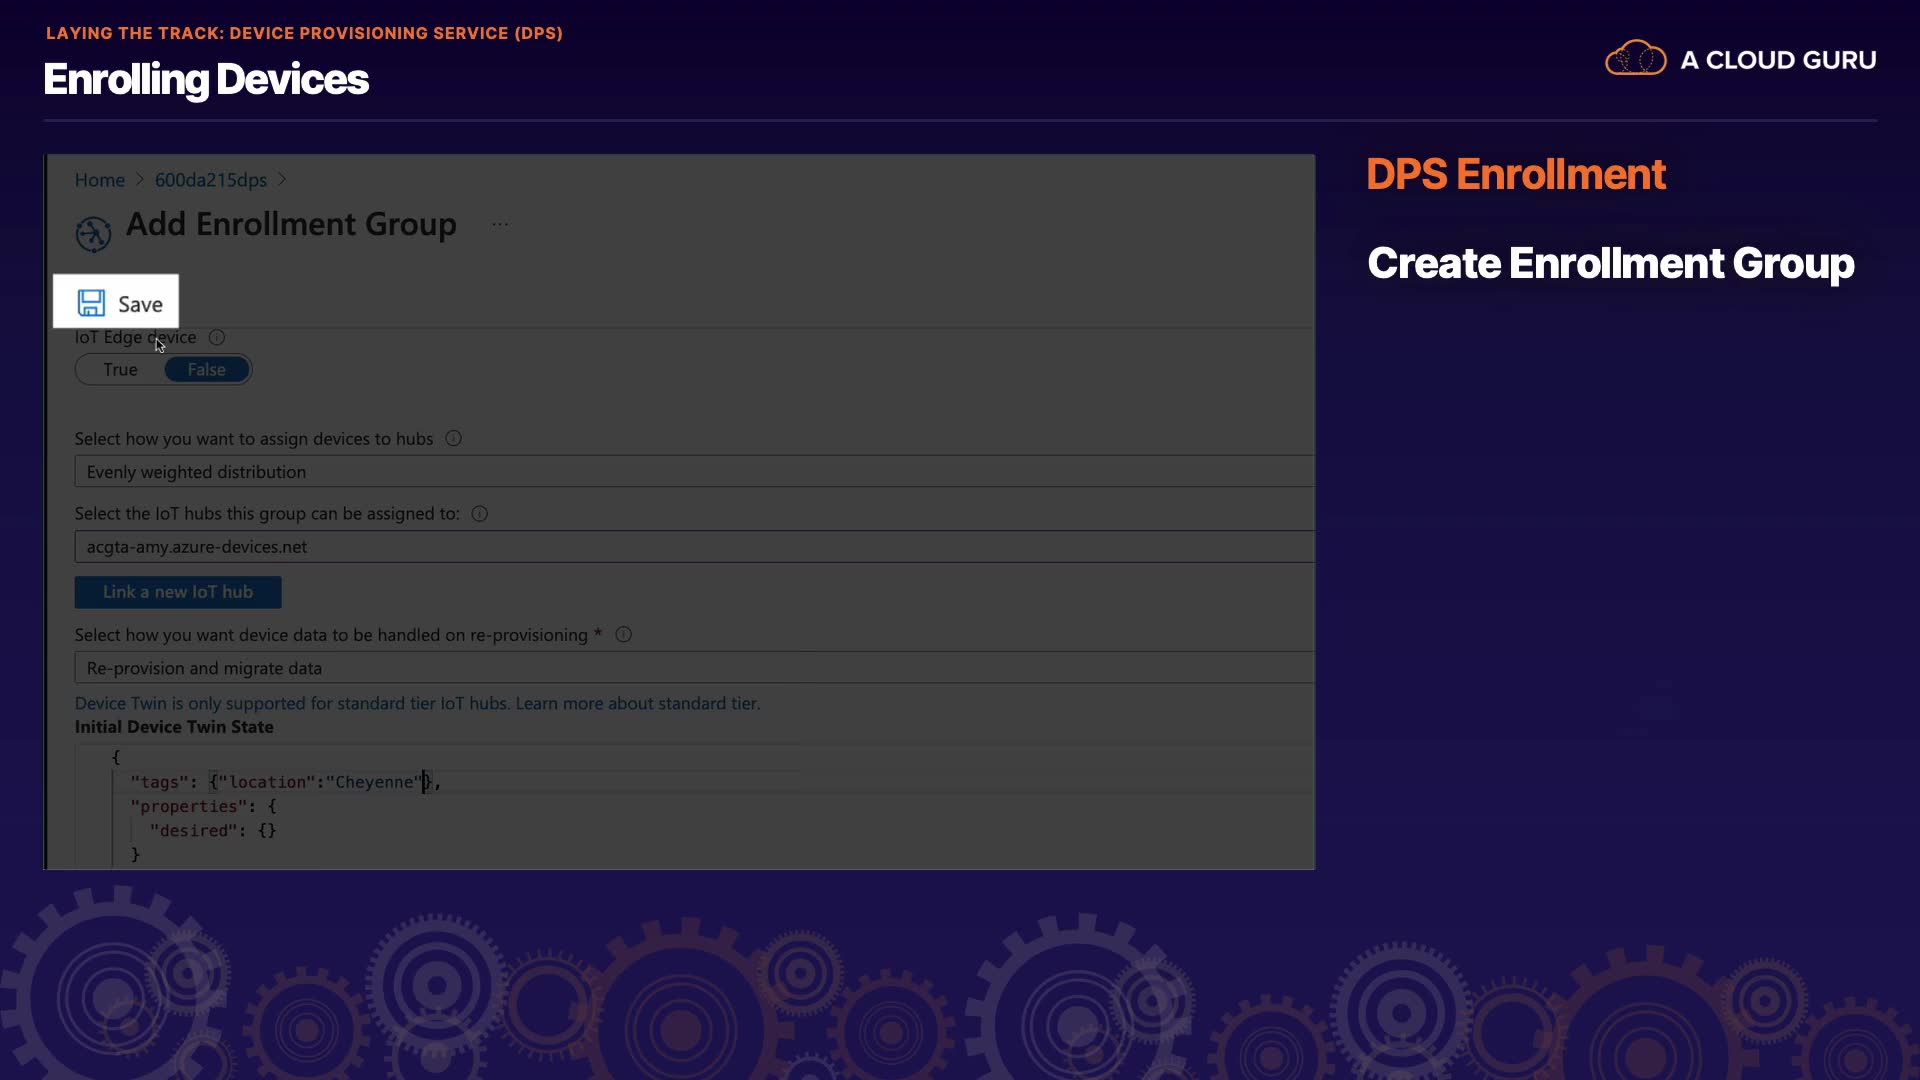 LAYING THE TRACK: DEVICE PROVISIONING SERVICE (DPS)
Enrolling Devices
A CLOUD GURU
Home > 600da215dps >
Add Enrollment Group ...
Save
IoT Edge device
True False
Select how you want to assign devices to hubs
Evenly weighted distribution
Select the IoT hubs this group can be assigned to:
acgta-amy.azure-devices.net
Link a new IoT hub
Select how you want device data to be handled on re-provisioning *
Re-provision and migrate data
Device Twin is only supported for standard tier IoT hubs. Learn more about standard tier.
Initial Device Twin State
{
"tags": {"location":"Cheyenne"},
"properties": {
"desired": {}
}
DPS Enrollment
Create Enrollment Group